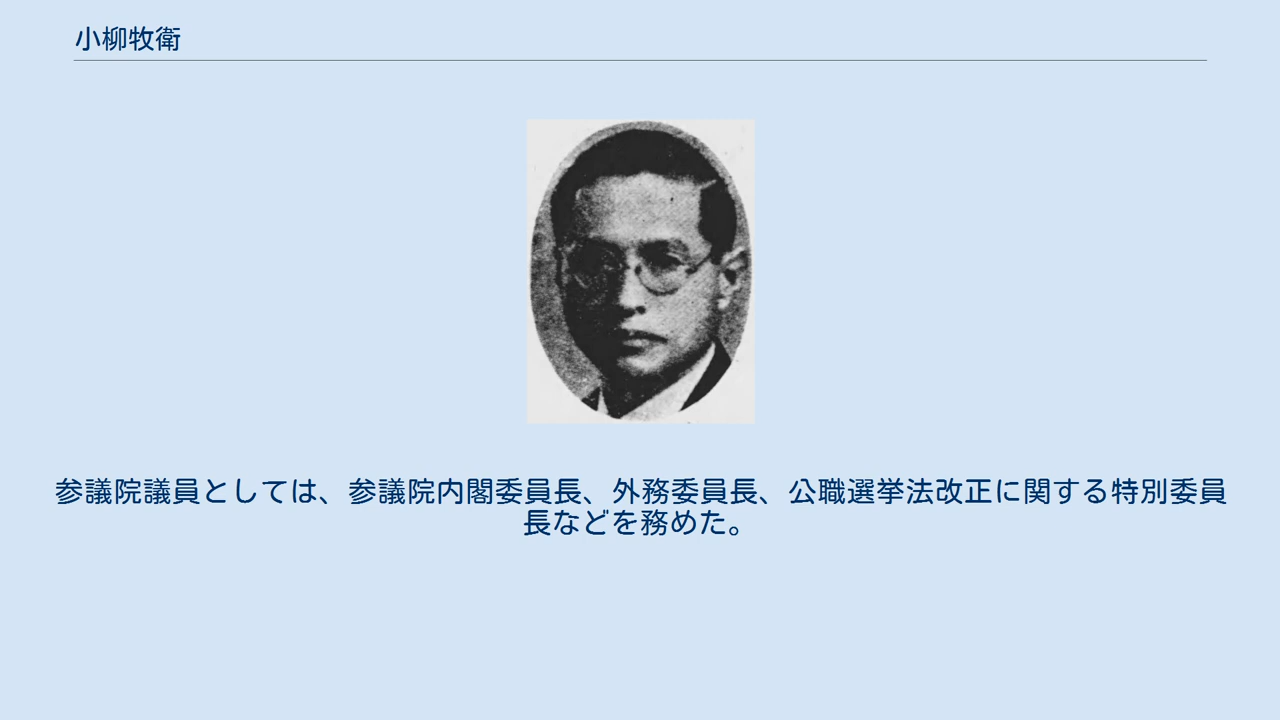 小柳牧衛
参議院議員としては、参議院内閣委員長、外務委員長、公職選挙法改正に関する特別委員
長などを務めた。